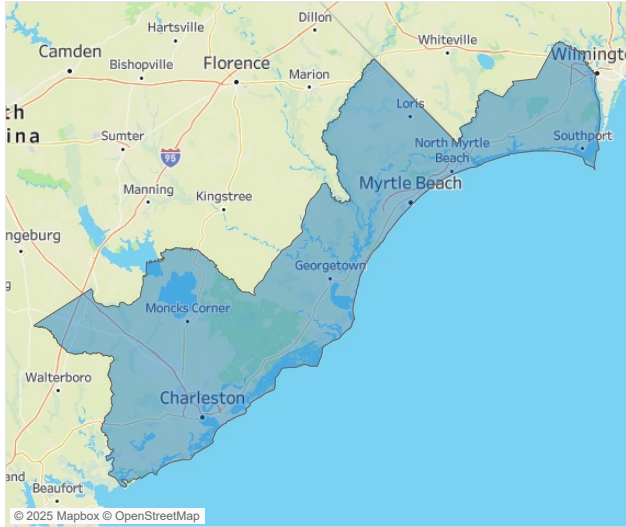 Dillon
Hartsville
Whiteville
Camden
Wilmington
Bishopville
Florence
Marion
th
ina
Loris
Sumter
95
North Myrtle
Beach
Southport
Manning
Kingstree
Myrtle Beach
ngeburg
Georgetown
g
Moncks Corner
Walterboro
Charleston
and
Beaufort
© 2025 Mapbox © OpenStreetMap